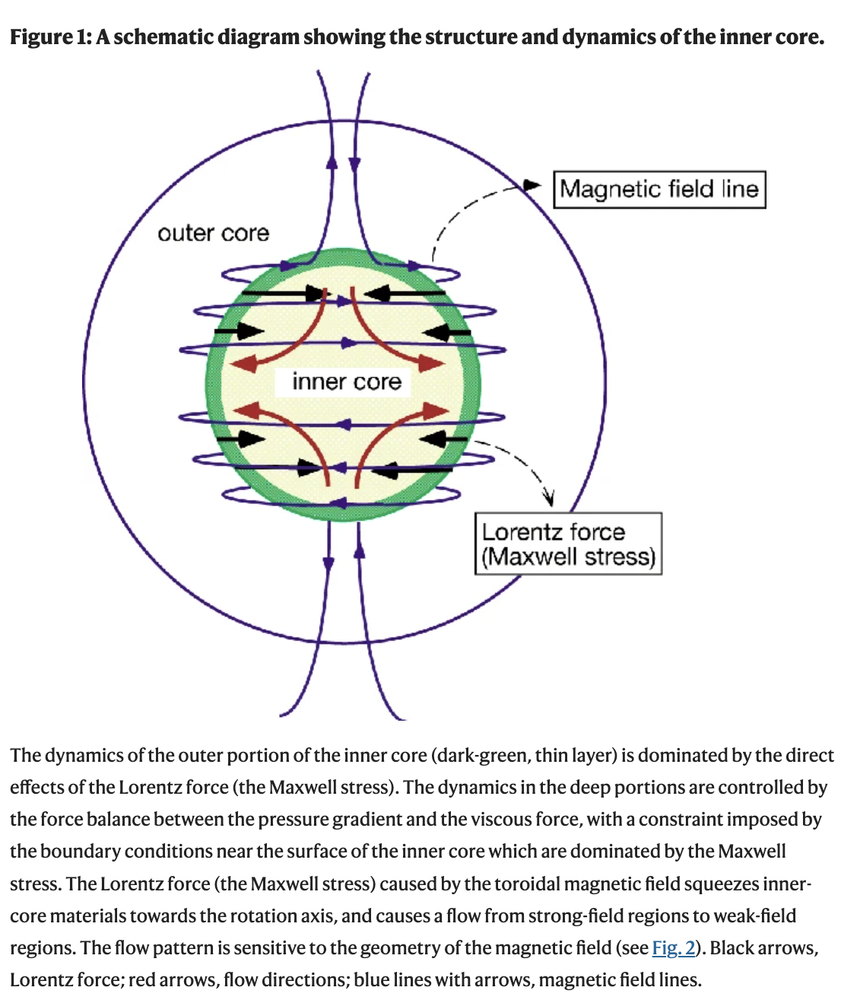 Figure 1: A schematic diagram showing the structure and dynamics of the inner core.
Magnetic field line
outer core
inner core
Lorentz force
(Maxwell stress)
The dynamics of the outer portion of the inner core (dark-green, thin layer) is dominated by the direct
effects of the Lorentz force (the Maxwell stress). The dynamics in the deep portions are controlled by
the force balance between the pressure gradient and the viscous force, with a constraint imposed by
the boundary conditions near the surface of the inner core which are dominated by the Maxwell
stress. The Lorentz force (the Maxwell stress) caused by the toroidal magnetic field squeezes inner-
core materials towards the rotation axis, and causes a flow from strong-field regions to weak-field
regions. The flow pattern is sensitive to the geometry of the magnetic field (see Fig. 2). Black arrows,
Lorentz force; red arrows, flow directions; blue lines with arrows, magnetic field lines.